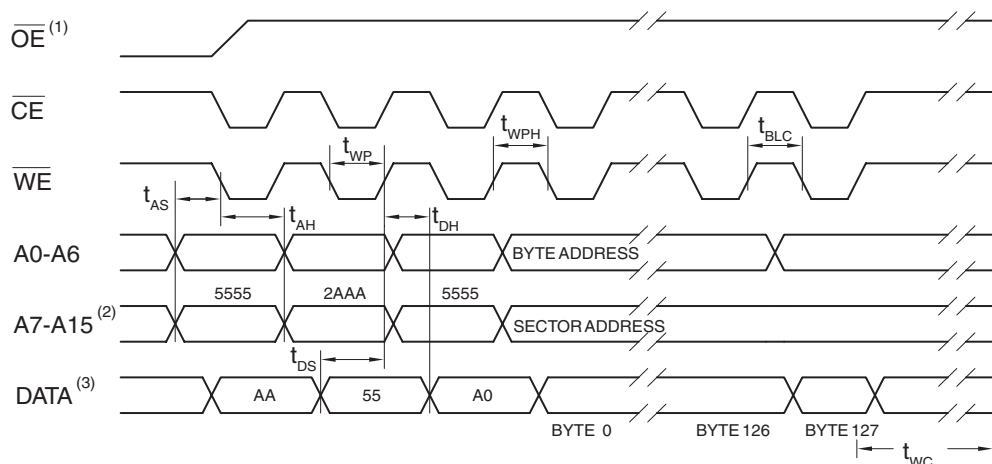 OE (1)
CE
tWPH
tBLC
tWP
WE
tAS
tAH
tDH
A0-A6
BYTE ADDRESS
5555 2AAA 5555
A7-A15 (2)
SECTOR ADDRESS
tDS
DATA (3)
AA 55 A0
BYTE 0 BYTE 126 BYTE 127
tWC